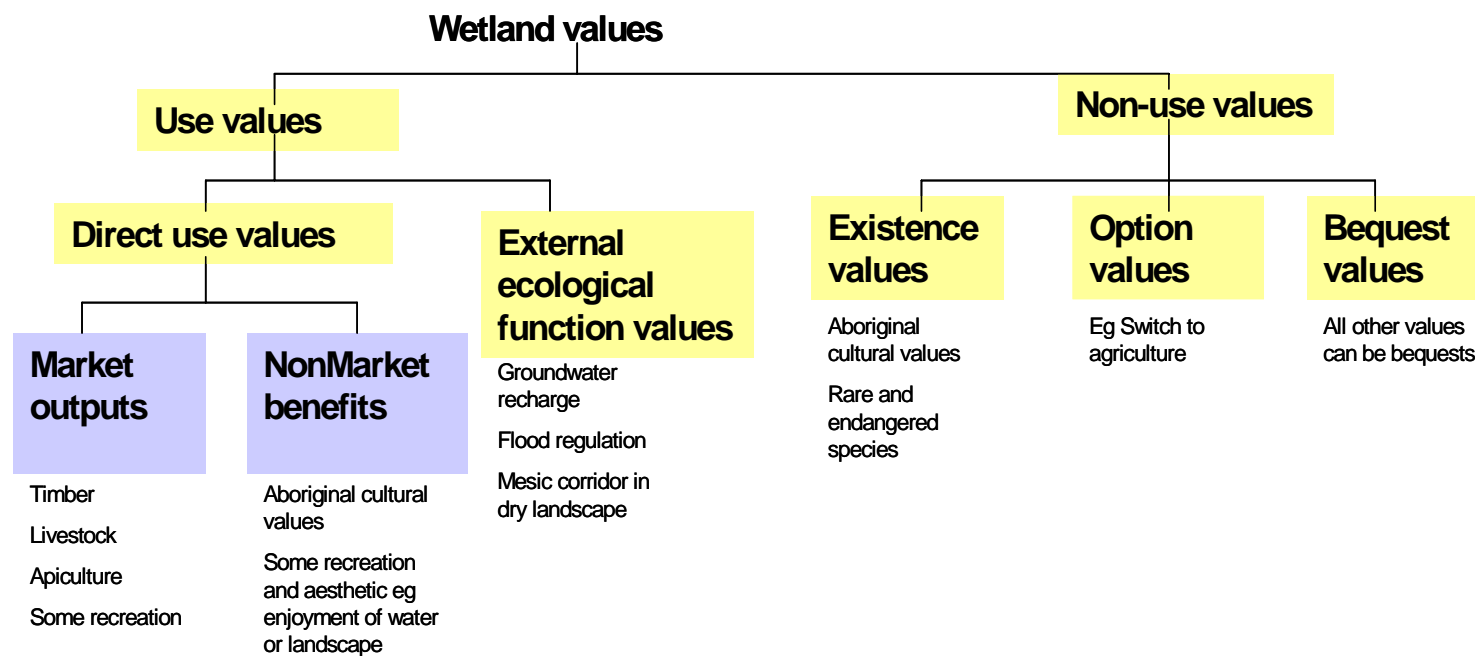 Wetland values
Use values
Non-use values
Direct use values
External
ecological
function values
Existence
values
Option
values
Bequest
values
Market
outputs
NonMarket
benefits
Timber
Livestock
Apiculture
Some recreation
Aboriginal cultural
values
Some recreation
and aesthetic eg
enjoyment of water
or landscape
Groundwater
recharge
Flood regulation
Mesic corridor in
dry landscape
Aboriginal
cultural values
Rare and
endangered
species
Eg Switch to
agriculture
All other values
can be bequests